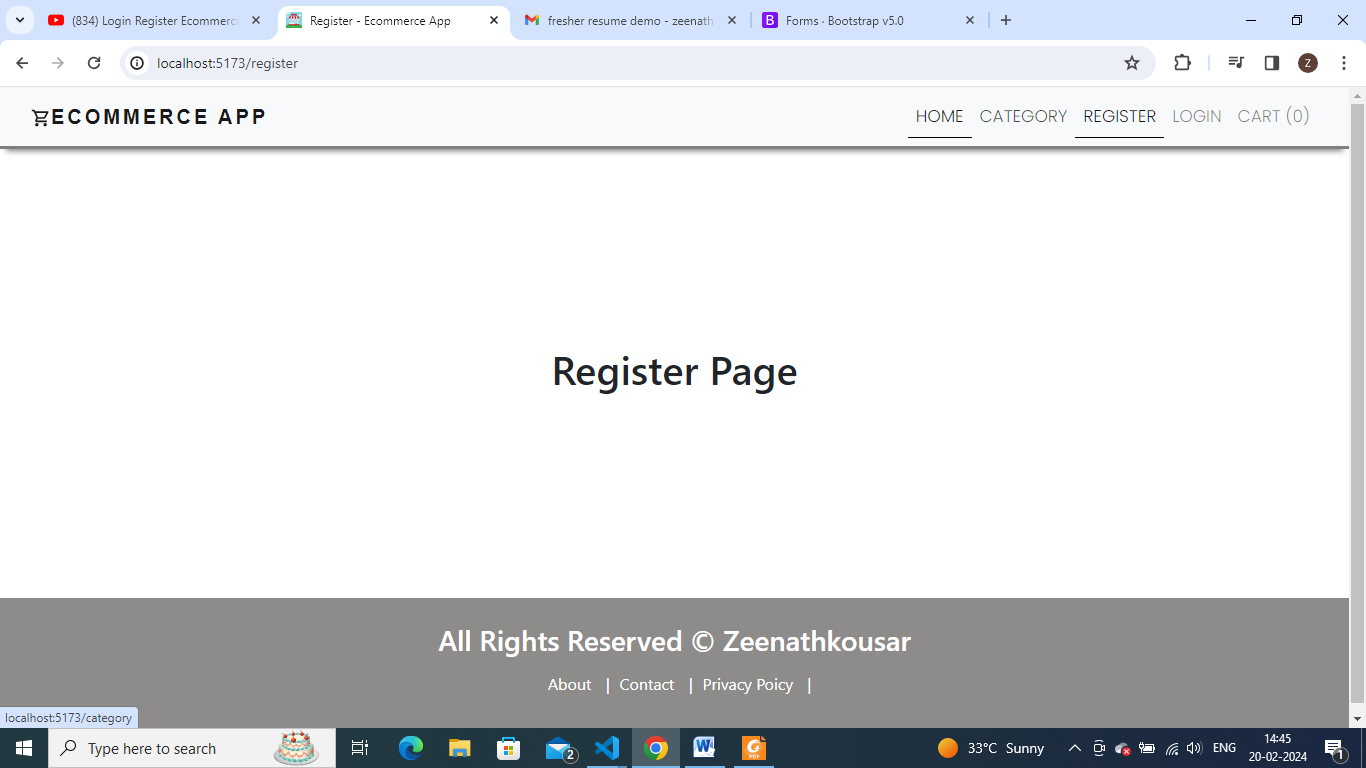 (834) Login Register Ecommerce
Register - Ecommerce App
fresher resume demo - zeenath
B Forms · Bootstrap v5.0
localhost:5173/register
Z
ECOMMERCE APP
HOME CATEGORY REGISTER LOGIN CART (0)
Register Page
All Rights Reserved © Zeenathkousar
About | Contact | Privacy Poicy |
localhost:5173/category
Type here to search
2
W
PDF
33°C Sunny
ENG
14:45
20-02-2024
1